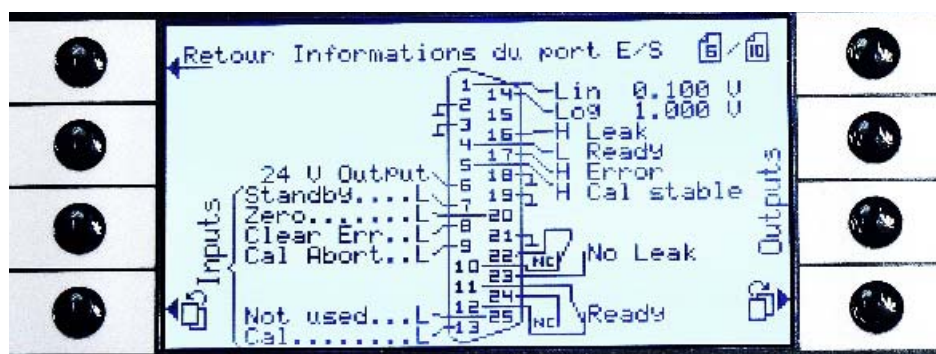 Retour Informations du port E/S 6/10
1
14 Lin 0.100 V
2 15 Log 1.000 V
3 16 H Leak
4 17 L Ready
24 V Output 5 18 H Error
Standby....L 6 19 H Cal stable
Zero.......L 7 20
Clear Err..L 8 21
Cal Abort..L 9 22 NC No Leak
10 23
11 24
Not used...L 12 25 NC Ready
Cal........L 13
Inputs
Outputs